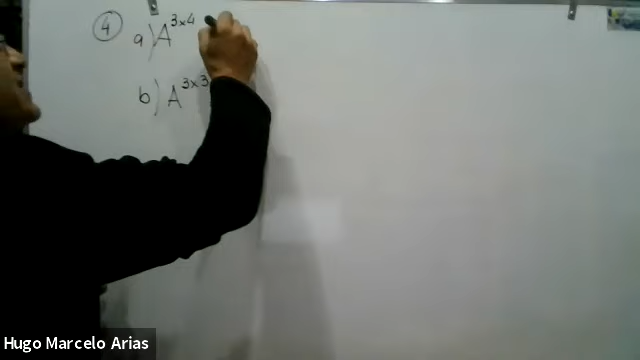 ④ a) A^{3x4}
b) A^{3x3}
Hugo Marcelo Arias